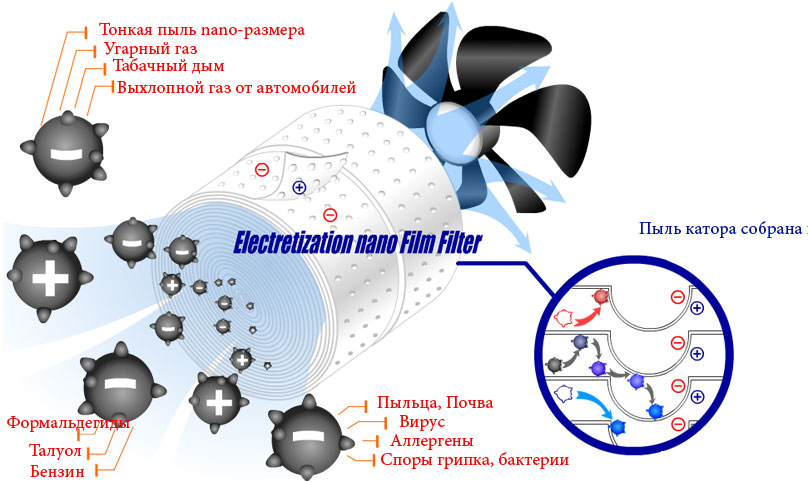 Тонкая пыль nano-размера
Угарный газ
Табачный дым
Выхлопной газ от автомобилей
Electretization nano Film Filter
Пыль катора собрана
Формальдегиды
Талуол
Бензин
Пыльца, Почва
Вирус
Аллергены
Споры грипка, бактерии